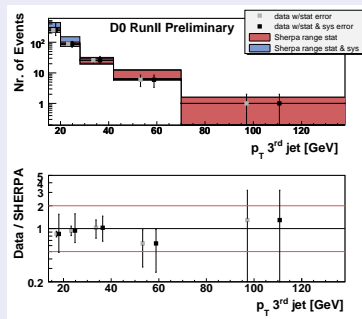 D0 RunII Preliminary
data w/stat error
data w/stat & sys error
Sherpa range stat
Sherpa range stat & sys
Nr. of Events
10²
10
1
20 40 60 80 100 120
p_T 3rd jet [GeV]
Data / SHERPA
5
4
3
2
1
0.2
20 40 60 80 100 120
p_T 3rd jet [GeV]